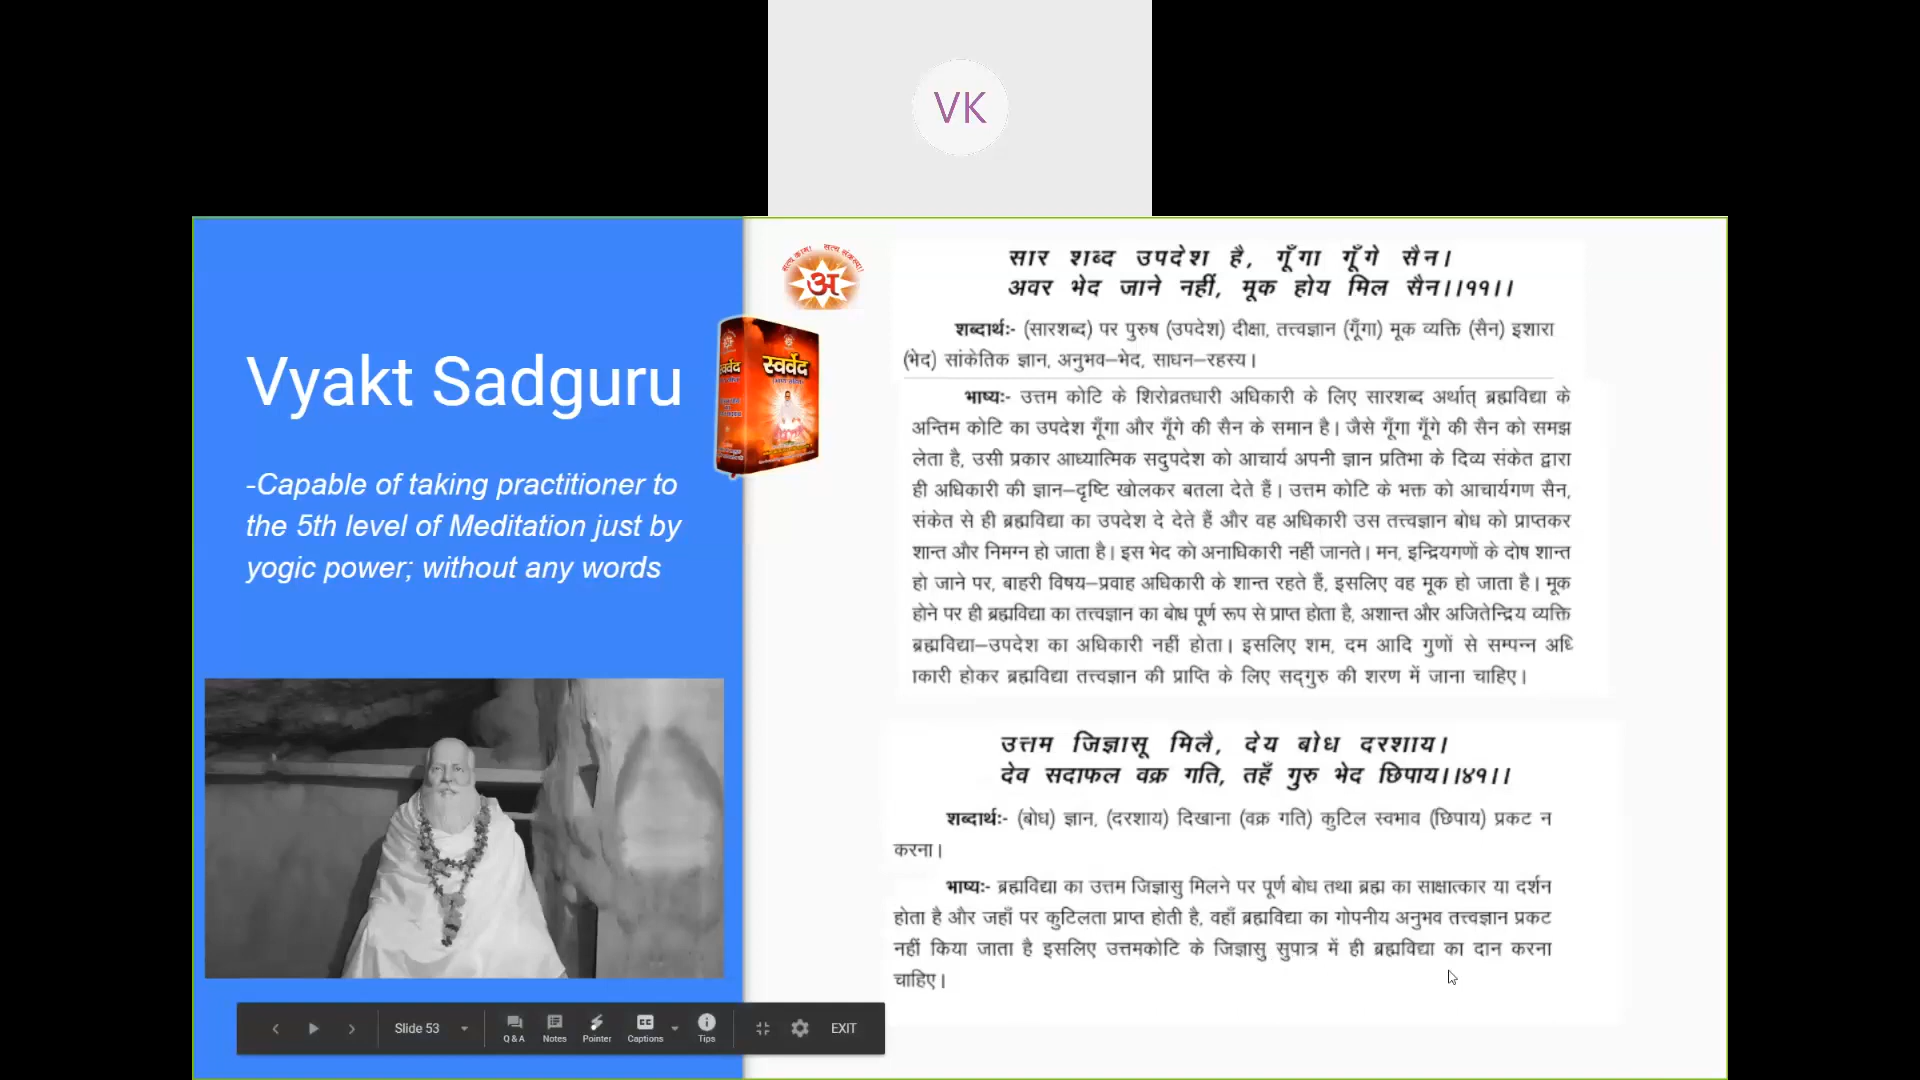 VK
Vyakt Sadguru
-Capable of taking practitioner to
the 5th level of Meditation just by
yogic power; without any words
अ
स्वर्वेद
स्वर्वेद
सार शब्द उपदेश है, गूँगा गूँगे सैन।
अवर भेद जाने नहीं, मूक होय मिल सैन।।११।।
शब्दार्थः- (सारशब्द) पर पुरुष (उपदेश) दीक्षा, तत्त्वज्ञान (गूँगा) मूक व्यक्ति (सैन) इशारा
(भेद) सांकेतिक ज्ञान, अनुभव–भेद, साधन–रहस्य।
भाष्यः- उत्तम कोटि के शिरोव्रतधारी अधिकारी के लिए सारशब्द अर्थात् ब्रह्मविद्या के
अन्तिम कोटि का उपदेश गूँगा और गूँगे की सैन के समान है। जैसे गूँगा गूँगे की सैन को समझ
लेता है, उसी प्रकार आध्यात्मिक सदुपदेश को आचार्य अपनी ज्ञान प्रतिभा के दिव्य संकेत द्वारा
ही अधिकारी की ज्ञान–दृष्टि खोलकर बतला देते हैं। उत्तम कोटि के भक्त को आचार्यगण सैन,
संकेत से ही ब्रह्मविद्या का उपदेश दे देते हैं और वह अधिकारी उस तत्त्वज्ञान बोध को प्राप्तकर
शान्त और निमग्न हो जाता है। इस भेद को अनाधिकारी नहीं जानते। मन, इन्द्रियगणों के दोष शान्त
हो जाने पर, बाहरी विषय–प्रवाह अधिकारी के शान्त रहते हैं, इसलिए वह मूक हो जाता है। मूक
होने पर ही ब्रह्मविद्या का तत्त्वज्ञान का बोध पूर्ण रूप से प्राप्त होता है, अशान्त और अजितेन्द्रिय व्यक्ति
ब्रह्मविद्या–उपदेश का अधिकारी नहीं होता। इसलिए शम, दम आदि गुणों से सम्पन्न अधि
ाकारी होकर ब्रह्मविद्या तत्त्वज्ञान की प्राप्ति के लिए सद्‌गुरु की शरण में जाना चाहिए।
उत्तम जिज्ञासू मिलै, देय बोध दरशाय।
देव सदाफल वक्र गति, तहँ गुरु भेद छिपाय।।४१।।
शब्दार्थः- (बोध) ज्ञान, (दरशाय) दिखाना (वक्र गति) कुटिल स्वभाव (छिपाय) प्रकट न
करना।
भाष्यः- ब्रह्मविद्या का उत्तम जिज्ञासु मिलने पर पूर्ण बोध तथा ब्रह्म का साक्षात्कार या दर्शन
होता है और जहाँ पर कुटिलता प्राप्त होती है, वहाँ ब्रह्मविद्या का गोपनीय अनुभव तत्त्वज्ञान प्रकट
नहीं किया जाता है इसलिए उत्तमकोटि के जिज्ञासु सुपात्र में ही ब्रह्मविद्या का दान करना
चाहिए।
Slide 53 Q & A Notes Pointer Captions Tips EXIT